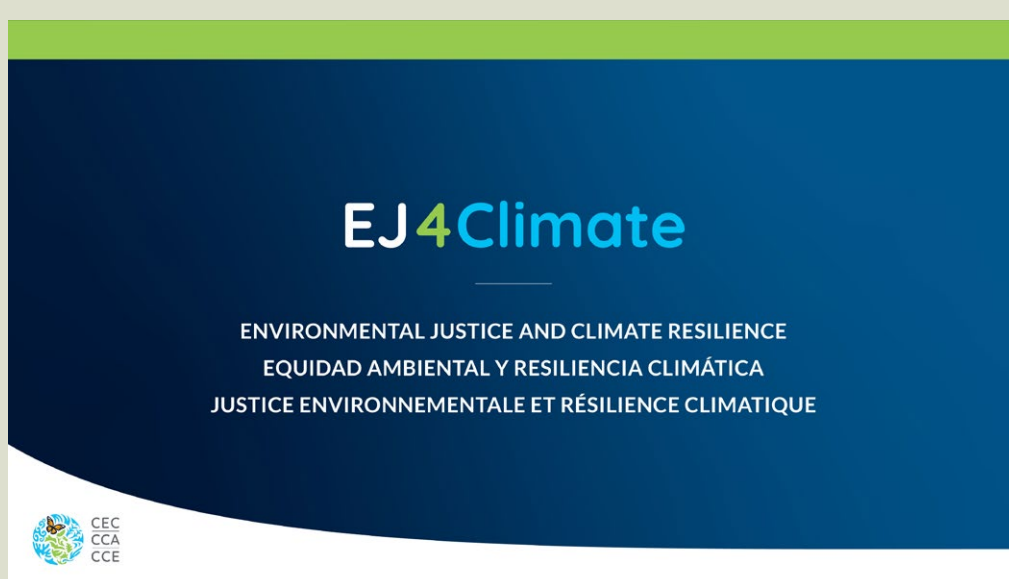 EJ4Climate
ENVIRONMENTAL JUSTICE AND CLIMATE RESILIENCE
EQUIDAD AMBIENTAL Y RESILIENCIA CLIMÁTICA
JUSTICE ENVIRONNEMENTALE ET RÉSILIENCE CLIMATIQUE
CEC
CCA
CCE